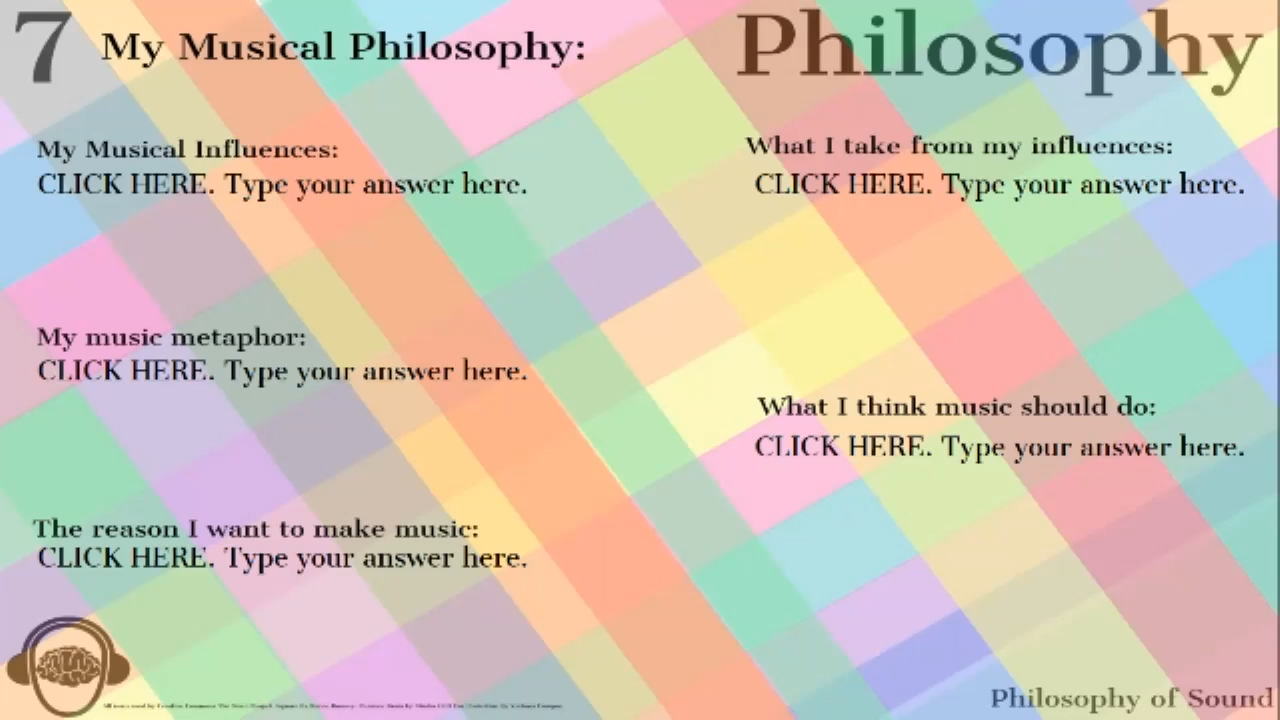 7 My Musical Philosophy:
Philosophy
My Musical Influences:
CLICK HERE. Type your answer here.
What I take from my influences:
CLICK HERE. Type your answer here.
My music metaphor:
CLICK HERE. Type your answer here.
What I think music should do:
CLICK HERE. Type your answer here.
The reason I want to make music:
CLICK HERE. Type your answer here.
Philosophy of Sound